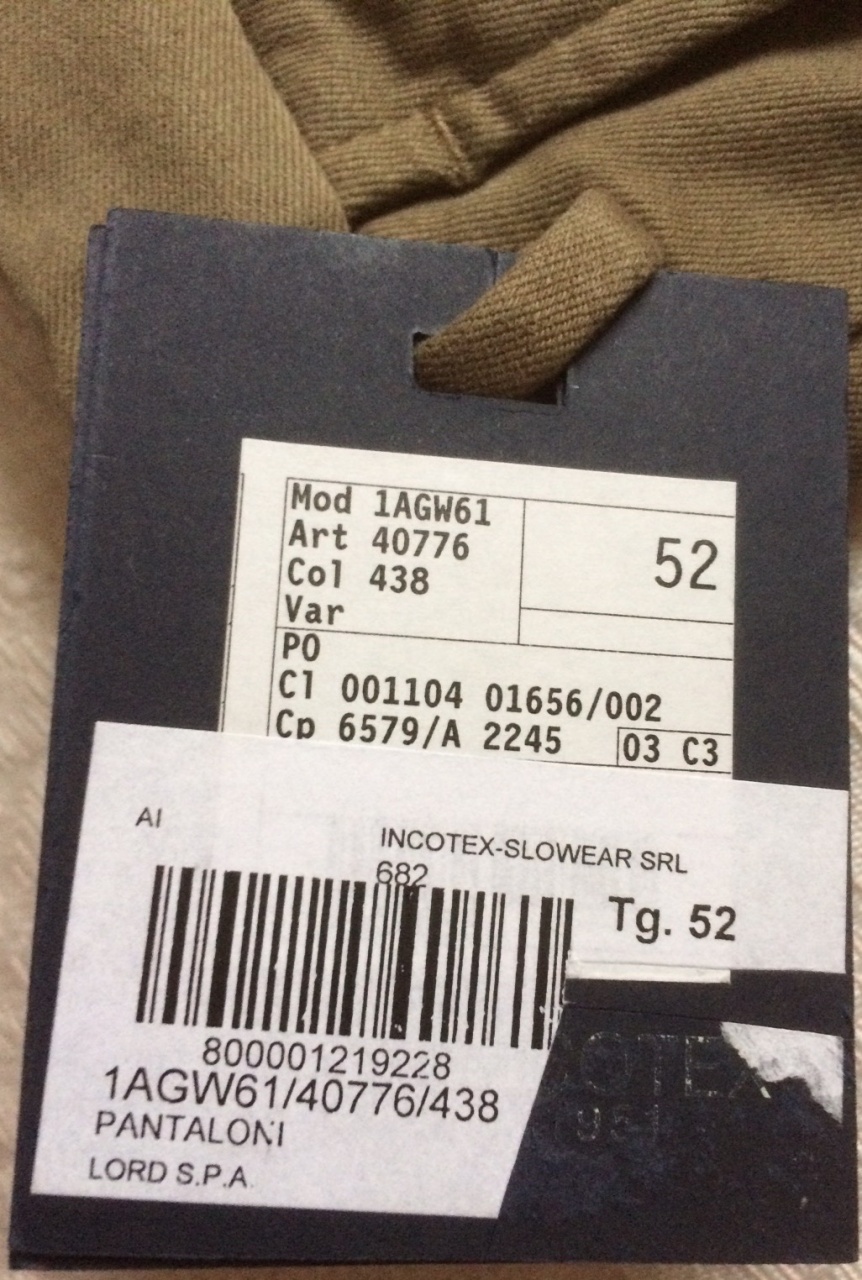 Mod 1AGW61
Art 40776
Col 438
Var
52
PO
Cl 001104 01656/002
Cp 6579/A 2245
03 C3
AI
INCOTEX-SLOWEAR SRL
682
Tg. 52
800001219228
1AGW61/40776/438
PANTALONI
LORD S.P.A.